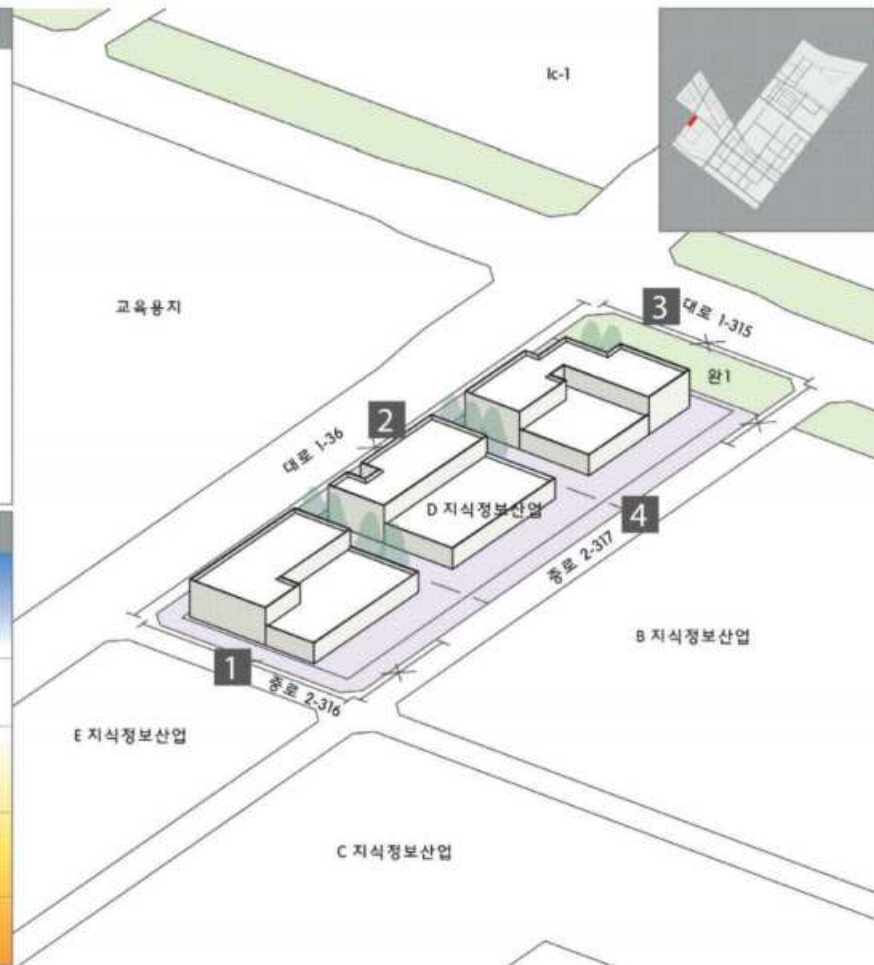 lc-1
교육용지
3
대로 1-315
완1
2
대로 1-36
D 지식정보산업
4
중로 2-317
B 지식정보산업
1
중로 2-316
E 지식정보산업
C 지식정보산업